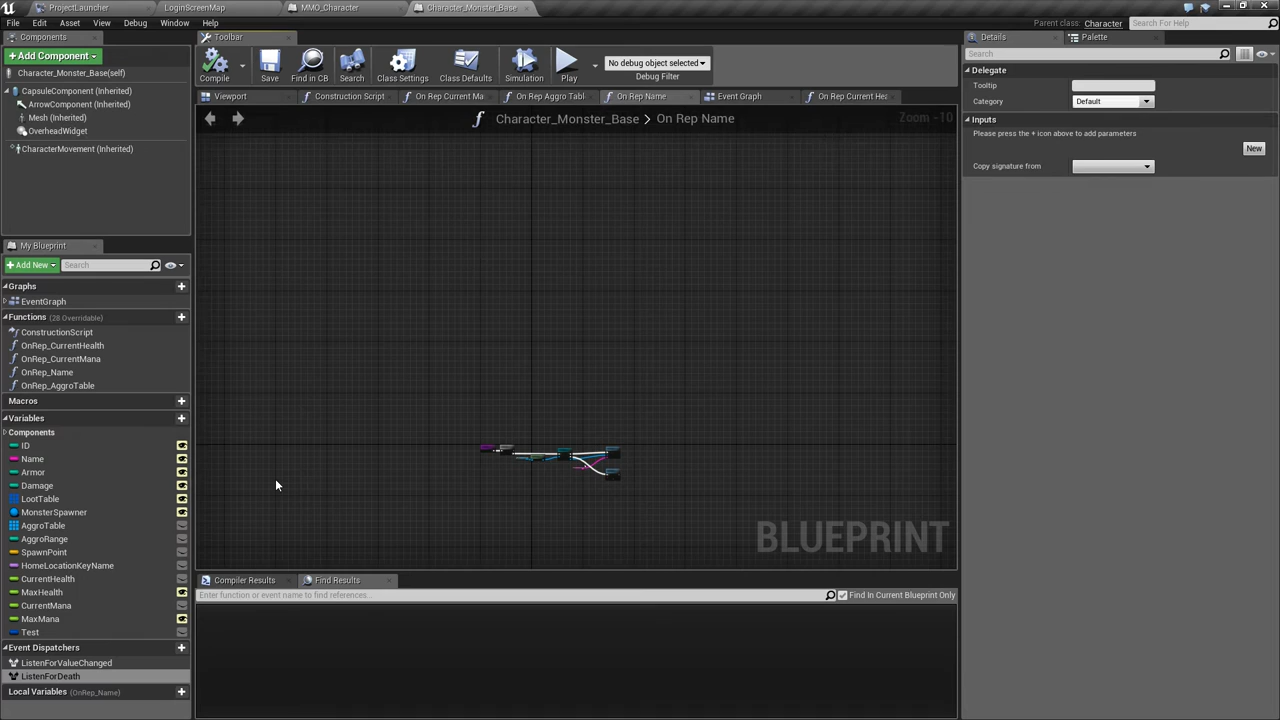 ProjectLauncher
LoginScreenMap
MMO_Character
Character_Monster_Base
File Edit Asset View Debug Window Help
Parent class: Character
Search For Help
Components
Toolbar
Details
Palette
+Add Component
Character_Monster_Base(self)
CapsuleComponent (Inherited)
ArrowComponent (Inherited)
Mesh (Inherited)
OverheadWidget
CharacterMovement (Inherited)
Compile
Save
Find in CB
Search
Class Settings
Class Defaults
Simulation
Play
No debug object selected
Debug Filter
Viewport
Construction Script
On Rep Current Ma
On Rep Aggro Tabl
On Rep Name
Event Graph
On Rep Current Hea
Character_Monster_Base > On Rep Name
Zoom -10
BLUEPRINT
My Blueprint
+Add New
Search
Graphs
EventGraph
Functions (28 Overridable)
ConstructionScript
OnRep_CurrentHealth
OnRep_CurrentMana
OnRep_Name
OnRep_AggroTable
Macros
Variables
Components
ID
Name
Armor
Damage
LootTable
MonsterSpawner
AggroTable
AggroRange
SpawnPoint
HomeLocationKeyName
CurrentHealth
MaxHealth
CurrentMana
MaxMana
Test
Event Dispatchers
ListenForValueChanged
ListenForDeath
Local Variables (OnRep_Name)
Compiler Results
Find Results
Enter function or event name to find references...
Find In Current Blueprint Only
Search
Delegate
Tooltip
Category
Default
Inputs
Please press the + icon above to add parameters
New
Copy signature from